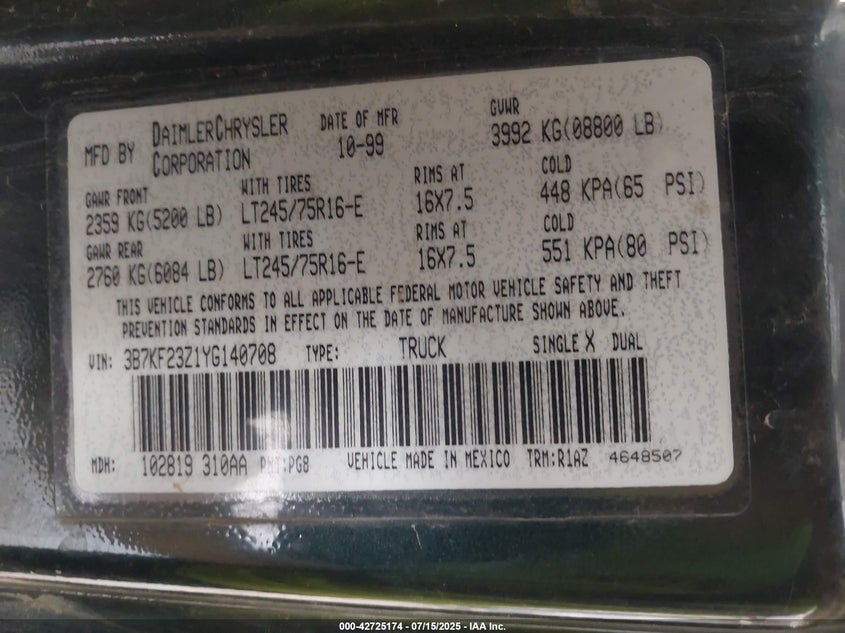 MFD BY DAIMLERCHRYSLER CORPORATION DATE OF MFR 10-99 GVWR 3992 KG(08800 LB)
GAWR FRONT WITH TIRES RIMS AT COLD
2359 KG(5200 LB) LT245/75R16-E 16X7.5 448 KPA(65 PSI)
GAWR REAR WITH TIRES RIMS AT COLD
2760 KG(6084 LB) LT245/75R16-E 16X7.5 551 KPA(80 PSI)
THIS VEHICLE CONFORMS TO ALL APPLICABLE FEDERAL MOTOR VEHICLE SAFETY AND THEFT
PREVENTION STANDARDS IN EFFECT ON THE DATE OF MANUFACTURE SHOWN ABOVE.
VIN: 3B7KF23Z1YG140708 TYPE: TRUCK SINGLE X DUAL
MDH: 102819 310AA PNT:PG8 VEHICLE MADE IN MEXICO TRM:R1AZ 4648507
000-42725174 - 07/15/2025 - IAA Inc.